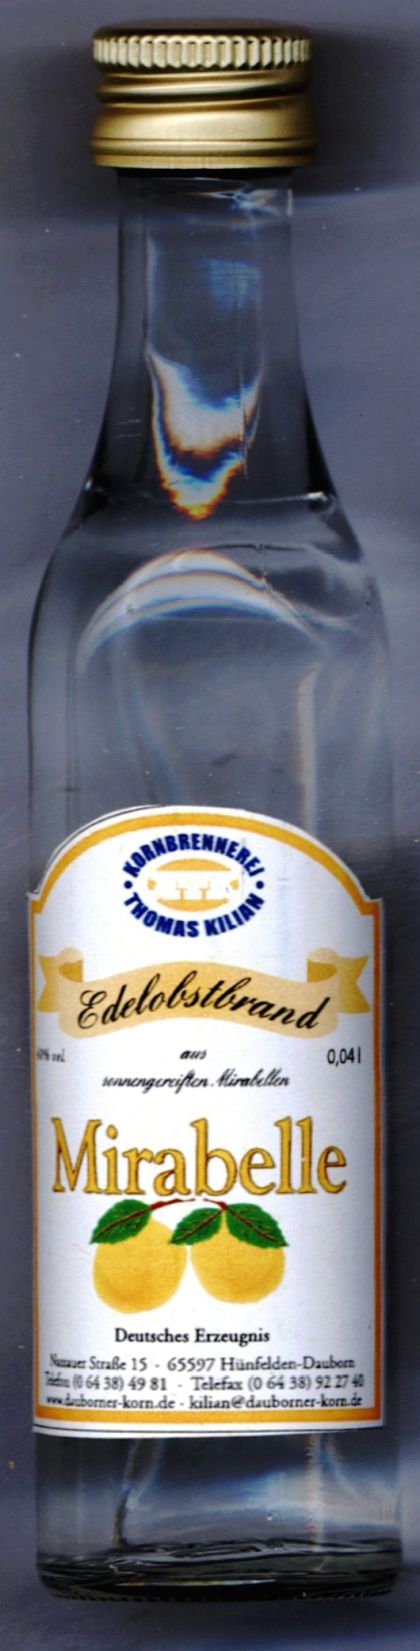 • KORNBRENNEREI •
THOMAS KILIAN
Edelobstbrand
40% vol
0,04 l
aus
sonnengereiften Mirabellen
Mirabelle
Deutsches Erzeugnis
Straße 15 - 65597 Hünfelden-Dauborn
Telefon (0 64 38) 49 81 - Telefax (0 64 38) 92 27 40
www.dauborner-korn.de - kilian@dauborner-korn.de